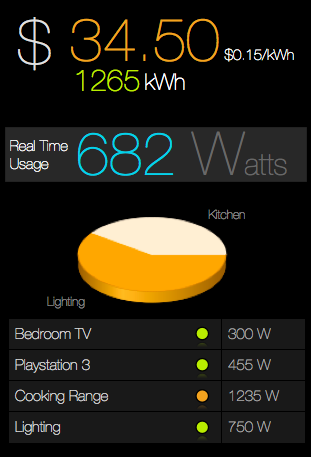 $ 34.50 $0.15/kWh
1265 kWh
Real Time
Usage
682 Watts
Kitchen
Lighting
Bedroom TV 300 W
Playstation 3 455 W
Cooking Range 1235 W
Lighting 750 W